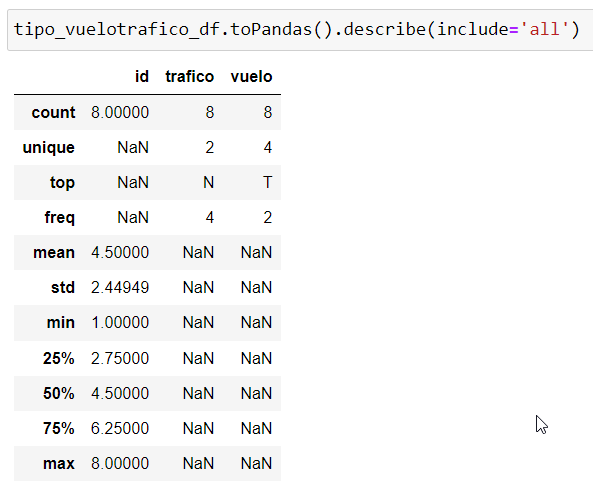 tipo_vuelotrafico_df.toPandas().describe(include='all')
id trafico vuelo
count 8.00000 8 8
unique NaN 2 4
top NaN N T
freq NaN 4 2
mean 4.50000 NaN NaN
std 2.44949 NaN NaN
min 1.00000 NaN NaN
25% 2.75000 NaN NaN
50% 4.50000 NaN NaN
75% 6.25000 NaN NaN
max 8.00000 NaN NaN